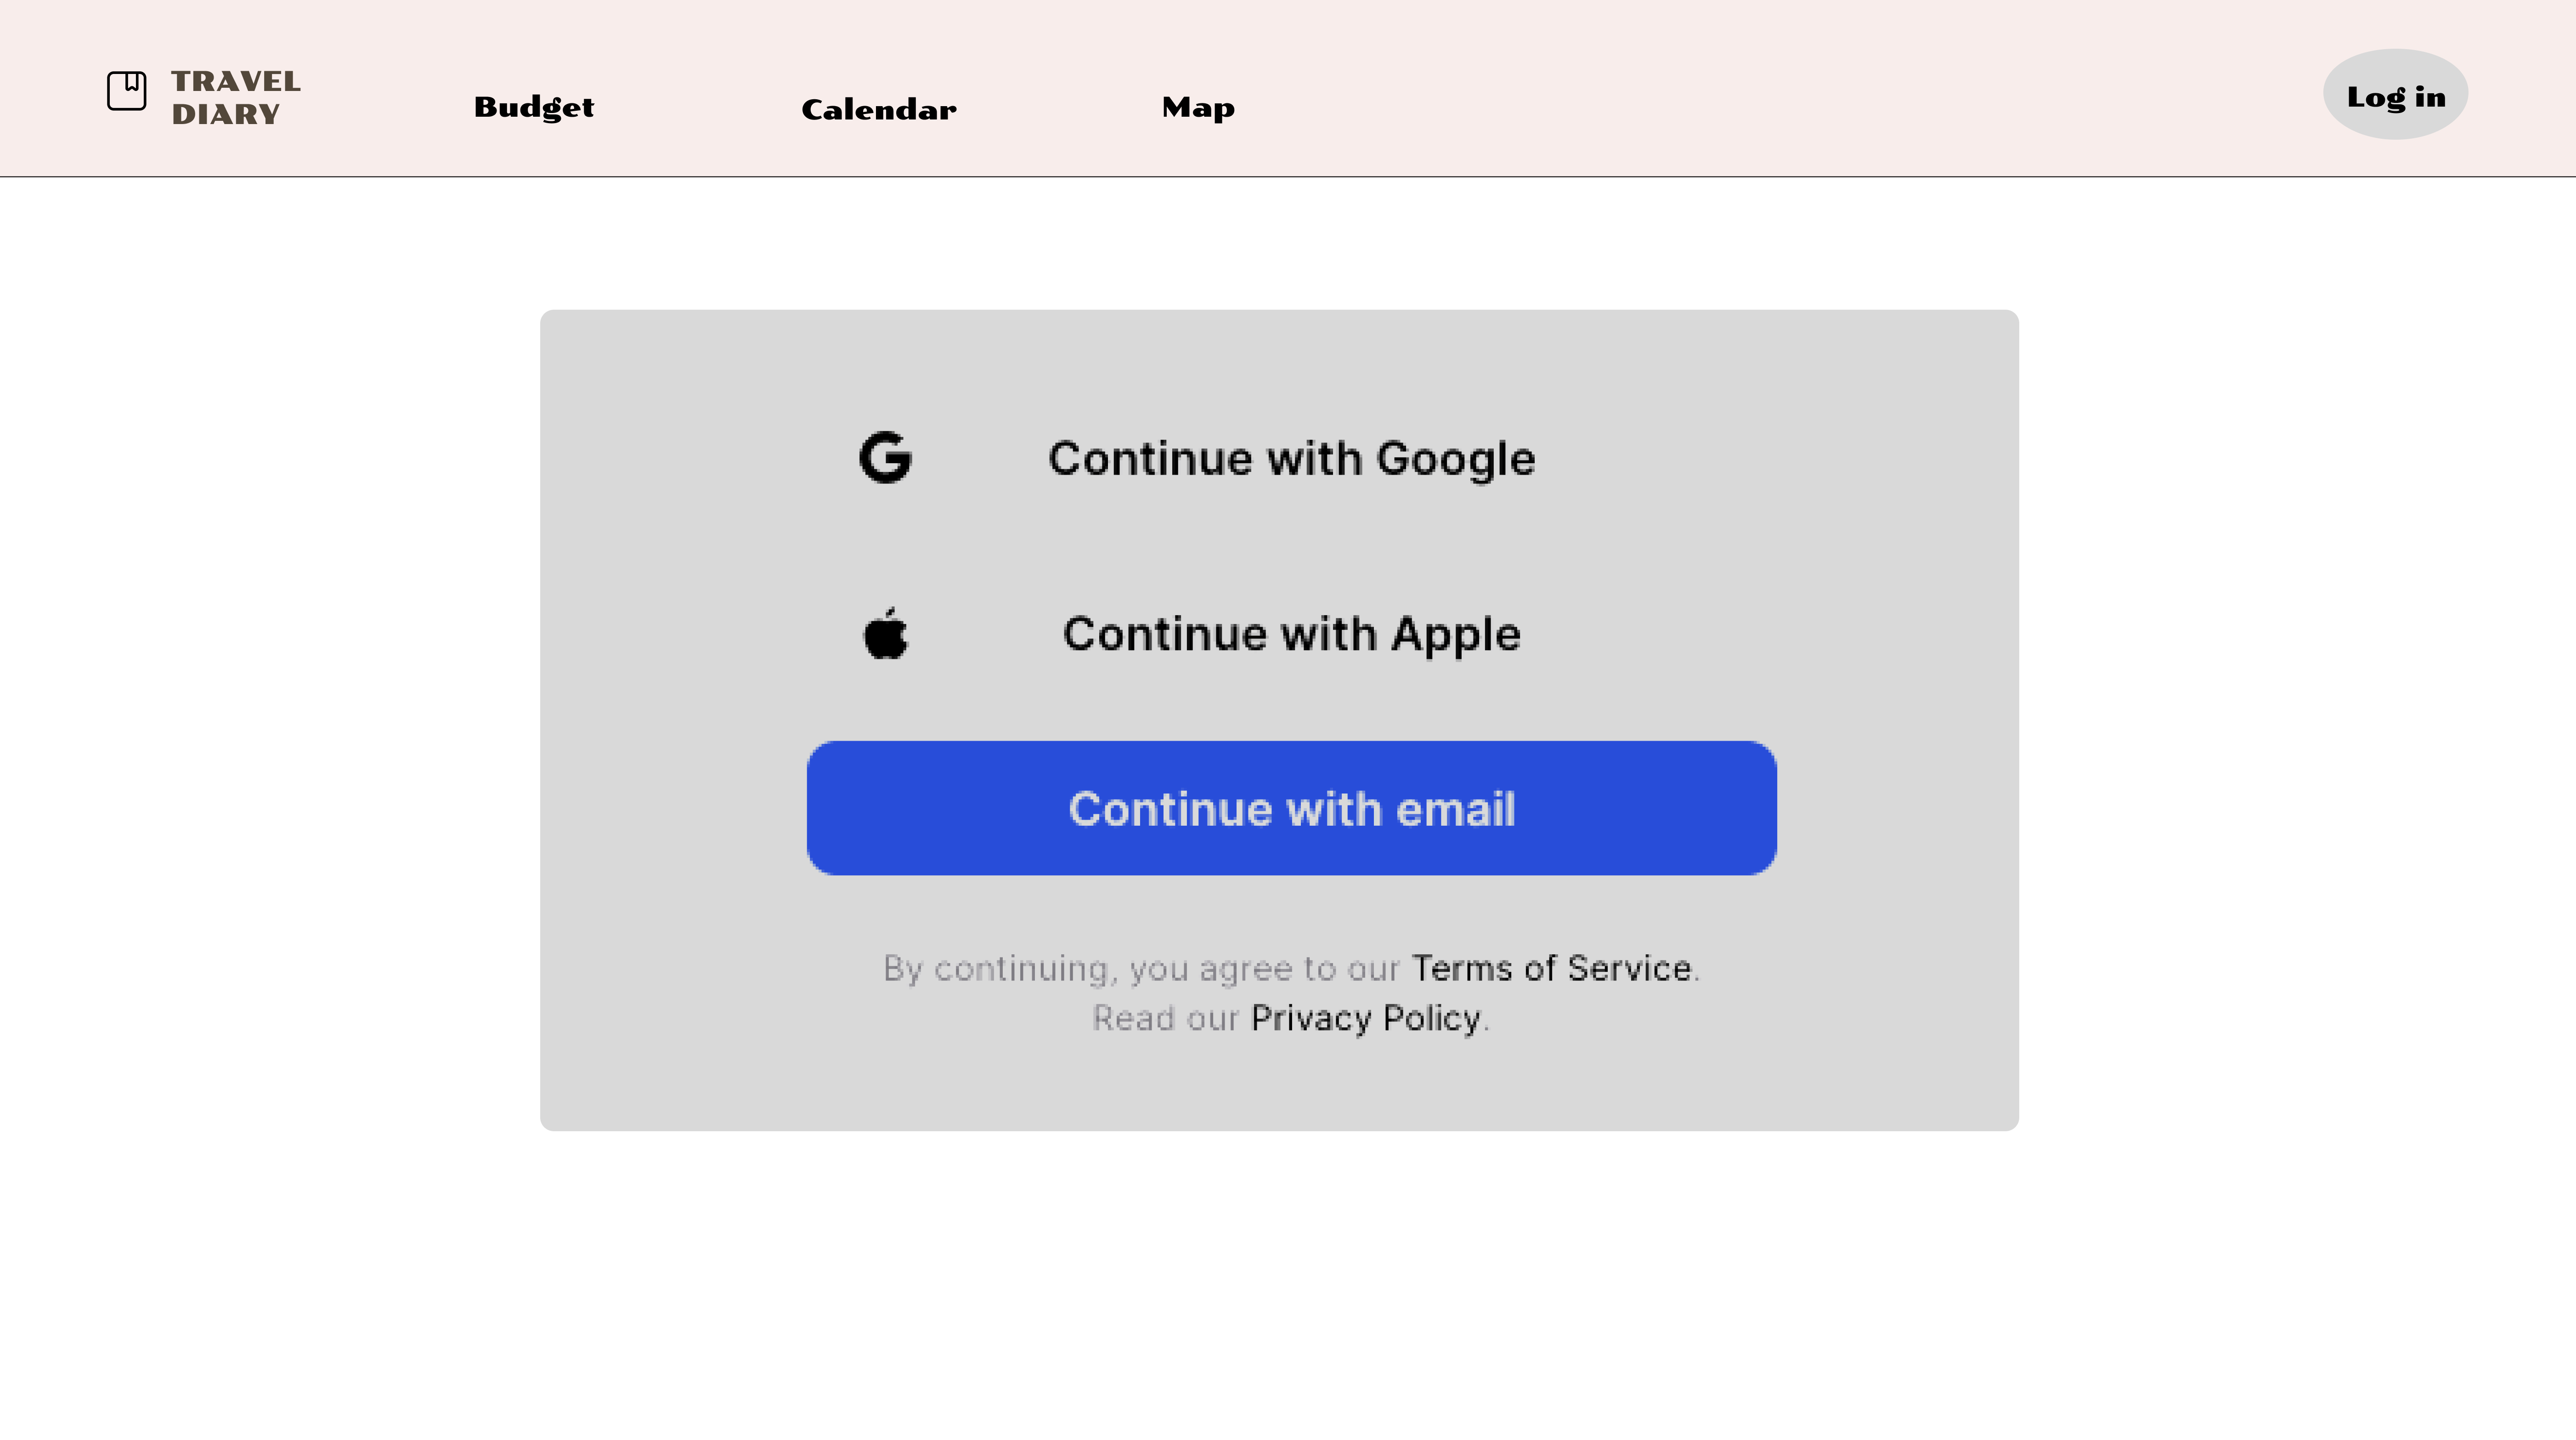 TRAVEL
DIARY
Budget
Calendar
Map
Log in
Continue with Google
Continue with Apple
Continue with email
By continuing, you agree to our Terms of Service.
Read our Privacy Policy.